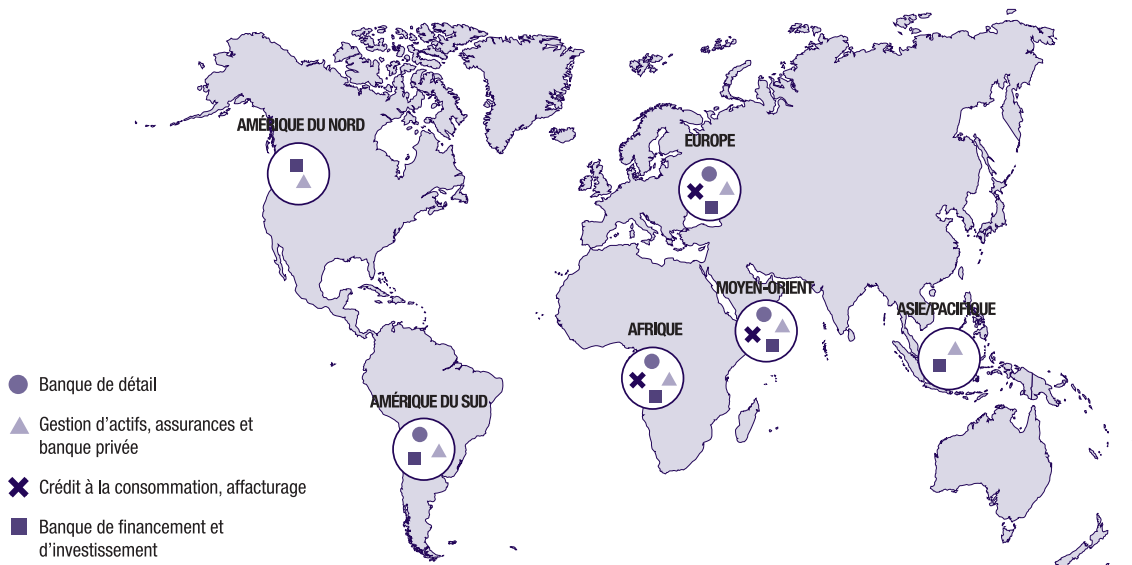 AMÉRIQUE DU NORD
EUROPE
MOYEN-ORIENT
ASIE/PACIFIQUE
AFRIQUE
AMÉRIQUE DU SUD
Banque de détail
Gestion d'actifs, assurances et
banque privée
Crédit à la consommation, affacturage
Banque de financement et
d'investissement